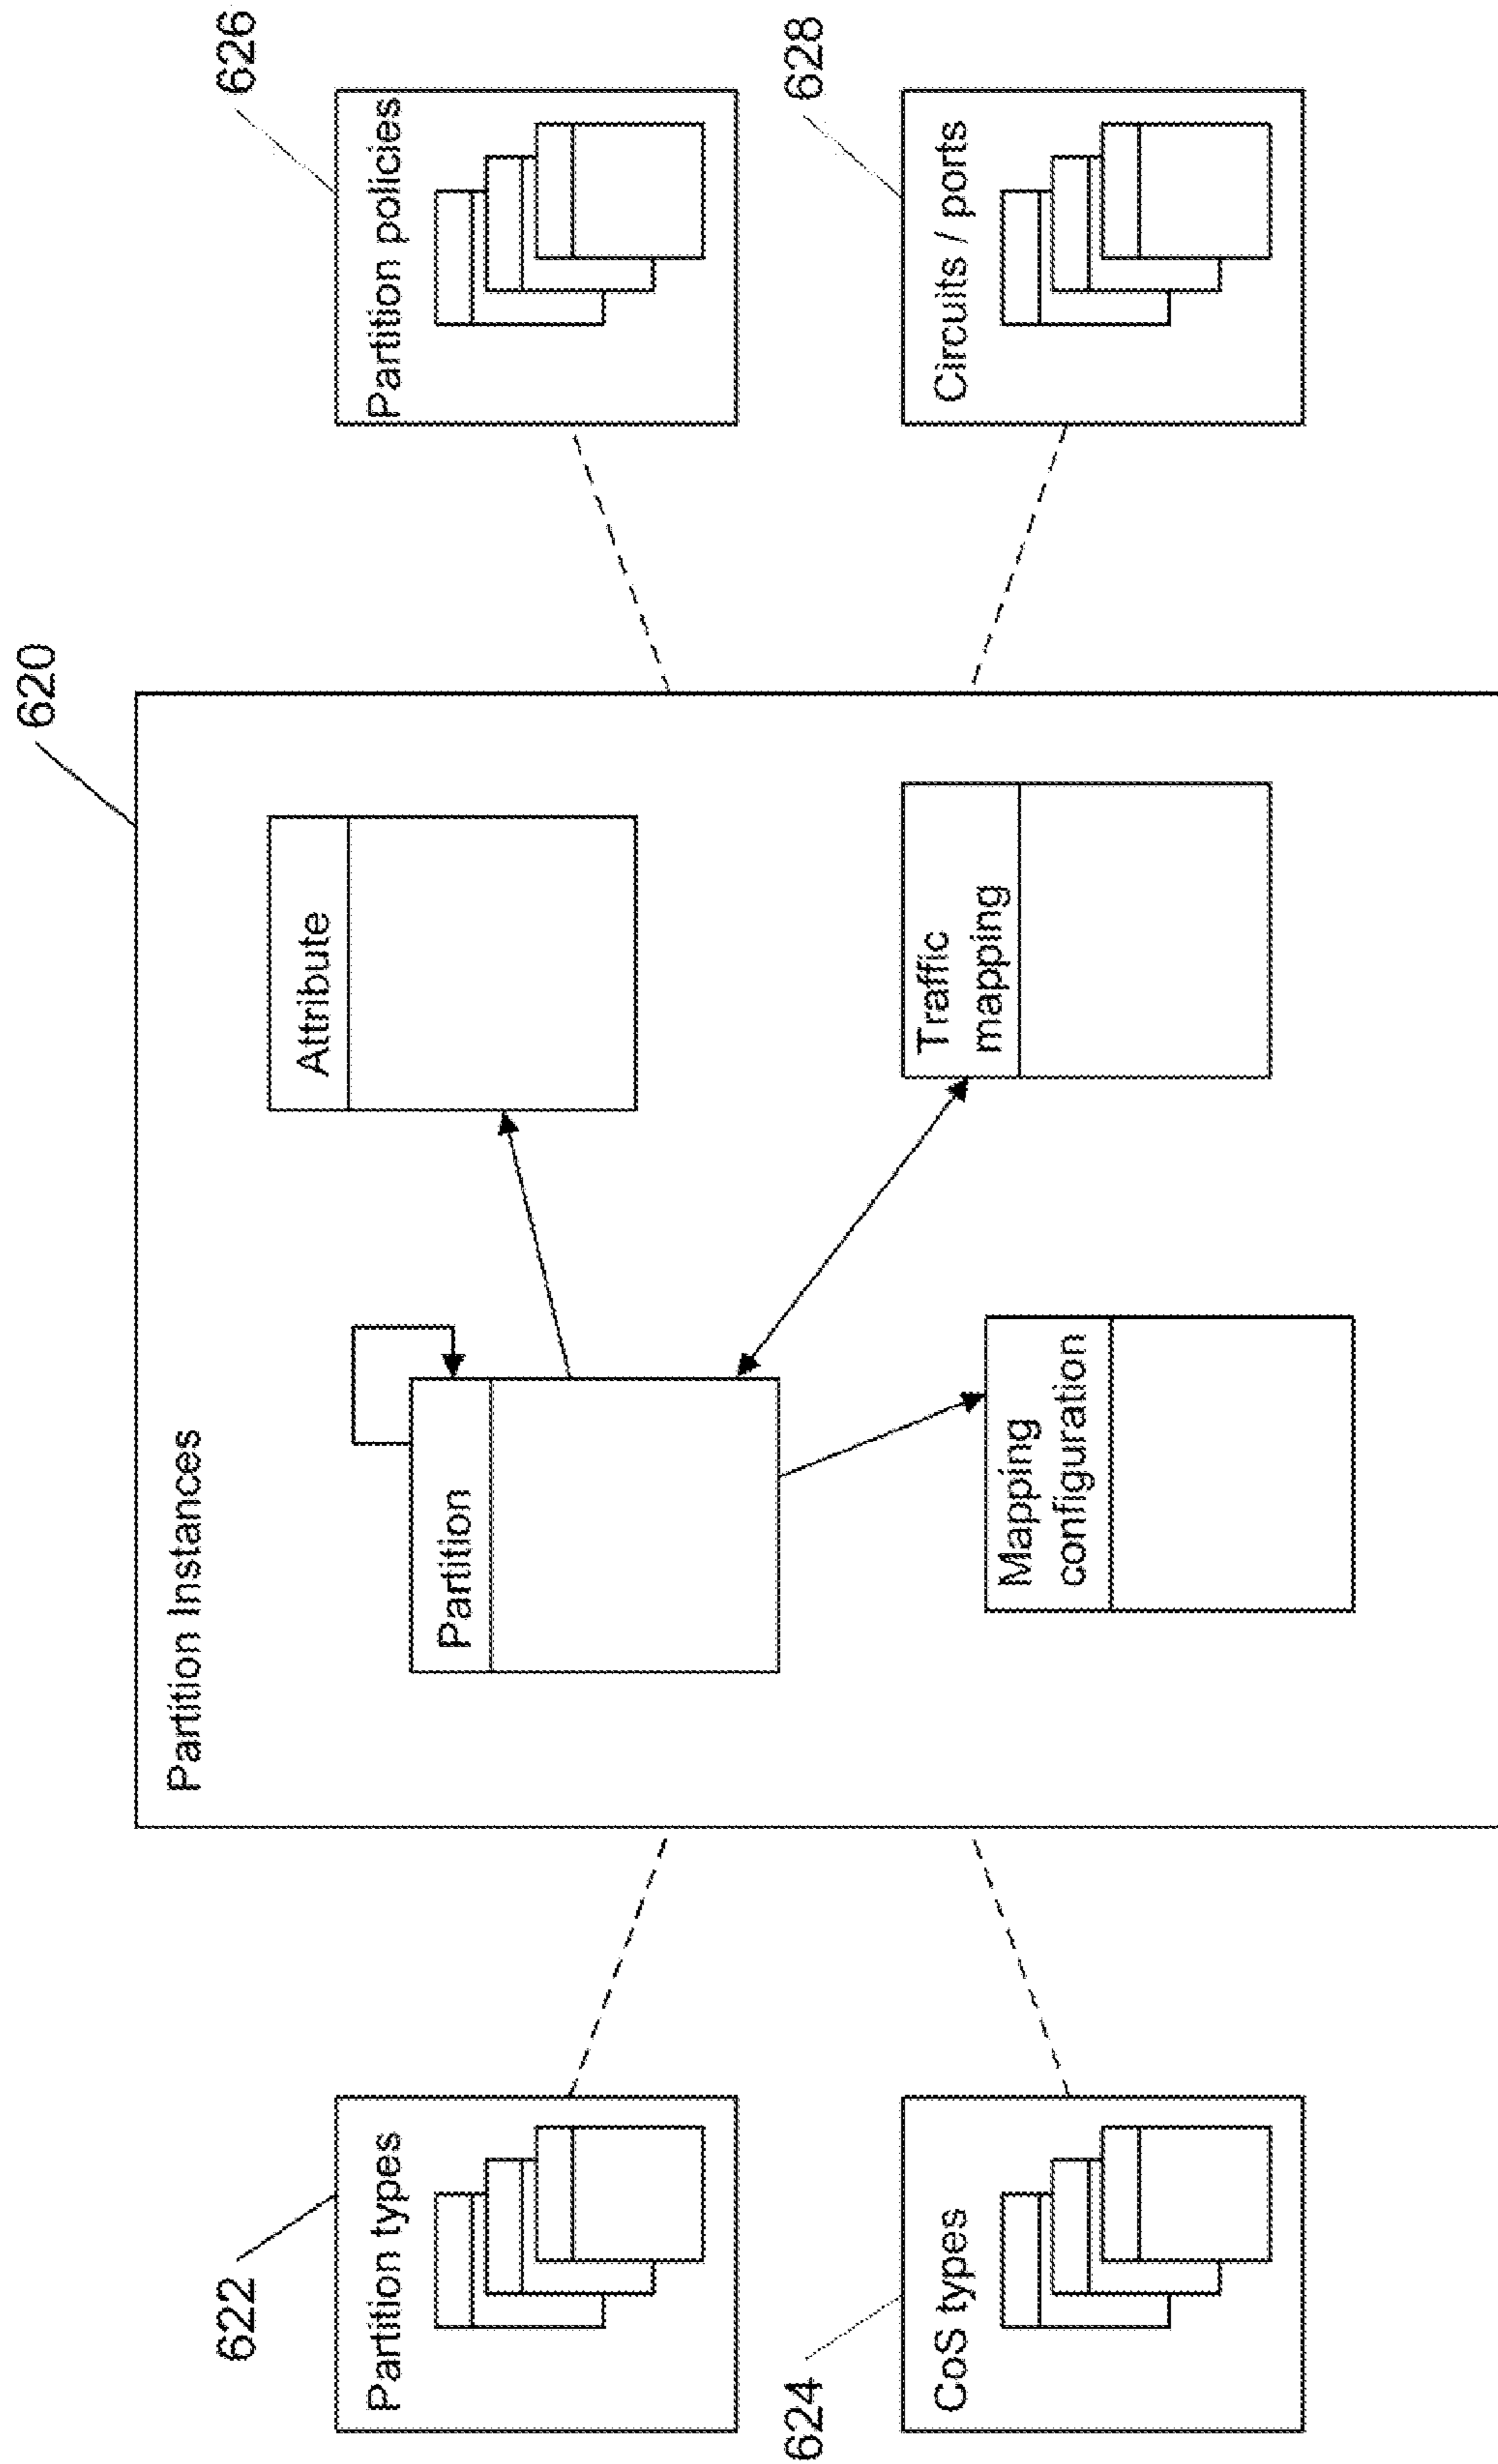 620
Partition Instances
622
Partition types
Partition
Attribute
626
Partition policies
624
CoS types
Mapping
configuration
Traffic
mapping
628
Circuits / ports